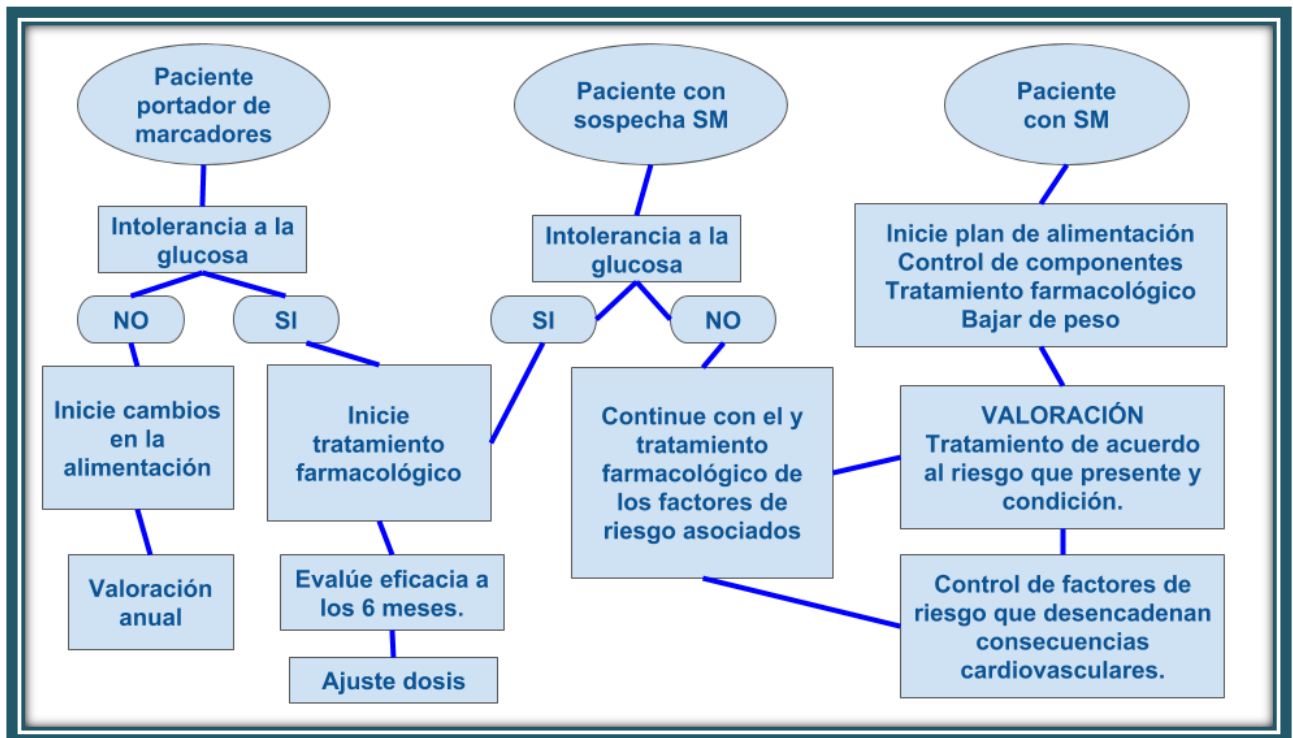 Paciente
portador de
marcadores
Paciente con
sospecha SM
Paciente
con SM
Intolerancia a la
glucosa
Intolerancia a la
glucosa
Inicie plan de alimentación
Control de componentes
Tratamiento farmacológico
Bajar de peso
NO
SI
SI
NO
Inicie cambios
en la
alimentación
Inicie
tratamiento
farmacológico
Continue con el y
tratamiento
farmacológico de
los factores de
riesgo asociados
VALORACIÓN
Tratamiento de acuerdo
al riesgo que presente y
condición.
Valoración
anual
Evalúe eficacia a
los 6 meses.
Ajuste dosis
Control de factores de
riesgo que desencadenan
consecuencias
cardiovasculares.